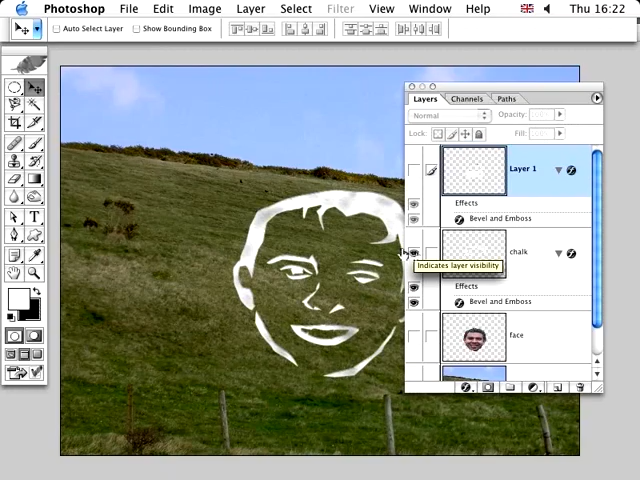 Photoshop File Edit Image Layer Select Filter View Window Help Thu 16:22
Auto Select Layer Show Bounding Box
Layers Channels Paths
Normal Opacity:
Lock: Fill:
Layer 1
Effects
Bevel and Emboss
chalk
Indicates layer visibility
Effects
Bevel and Emboss
face
T